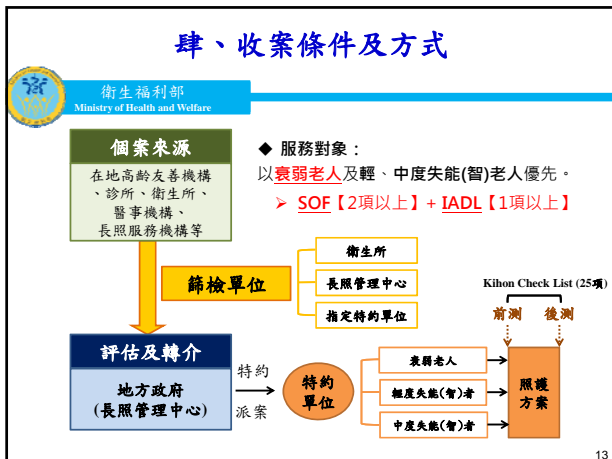 肆、收案條件及方式
衛生福利部
Ministry of Health and Welfare
個案來源
在地高齡友善機構
、診所、衛生所、
醫事機構、
長照服務機構等
◆ 服務對象：
以衰弱老人及輕、中度失能(智)老人優先。
➢ SOF【2項以上】+ IADL【1項以上】
篩檢單位
衛生所
長照管理中心
指定特約單位
Kihon Check List (25項)
前測 後測
評估及轉介
地方政府
(長照管理中心)
特約
派案
特約
單位
衰弱老人
輕度失能(智)者
中度失能(智)者
照護
方案
13